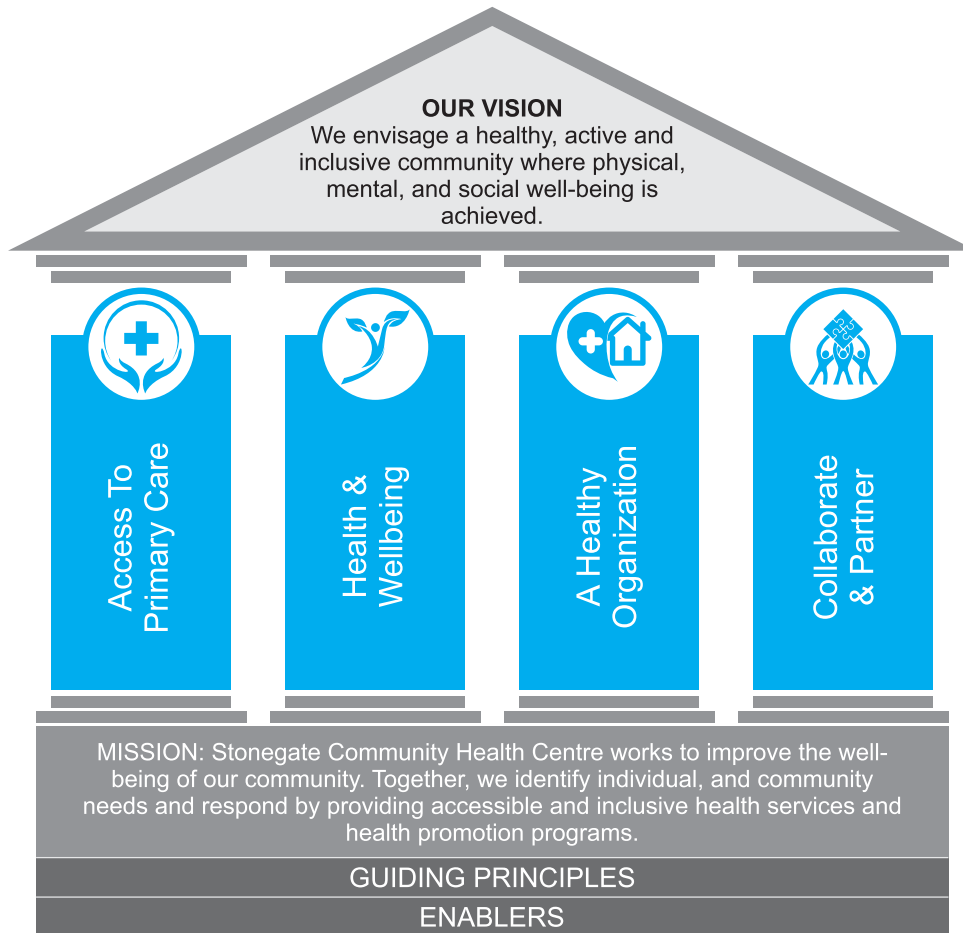 OUR VISION
We envisage a healthy, active and
inclusive community where physical,
mental, and social well-being is
achieved.
Access To
Primary Care
Health &
Wellbeing
A Healthy
Organization
Collaborate
& Partner
MISSION: Stonegate Community Health Centre works to improve the well-
being of our community. Together, we identify individual, and community
needs and respond by providing accessible and inclusive health services and
health promotion programs.
GUIDING PRINCIPLES
ENABLERS